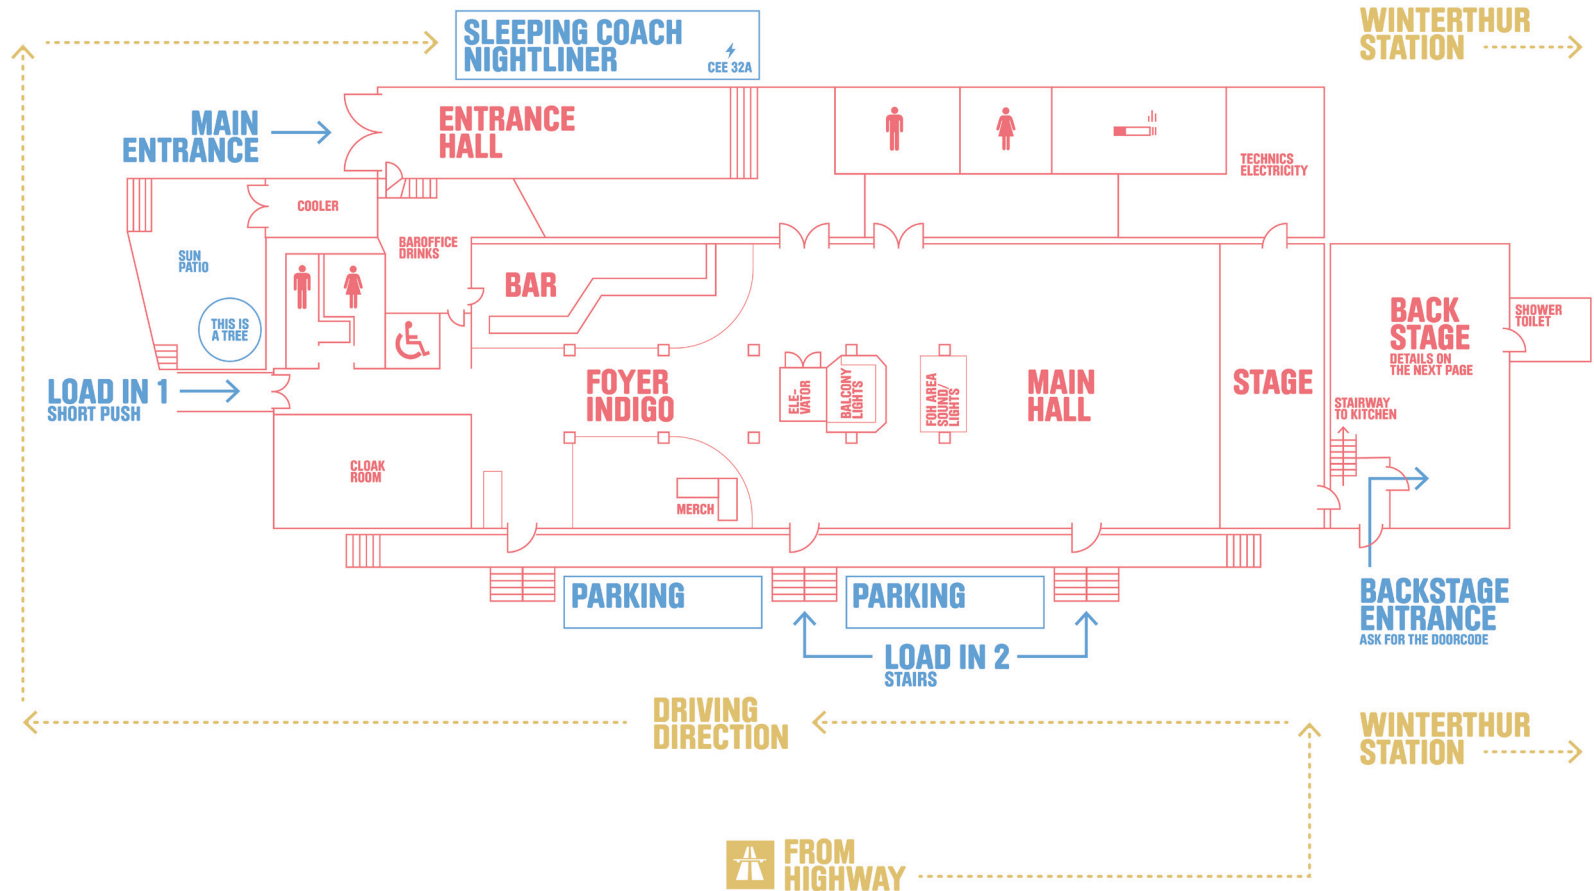 SLEEPING COACH
NIGHTLINER
CEE 32A
WINTERTHUR
STATION
MAIN
ENTRANCE
ENTRANCE
HALL
TECHNICS
ELECTRICITY
COOLER
SUN
PATIO
BAROFFICE
DRINKS
THIS IS
A TREE
BAR
BACK
STAGE
DETAILS ON
THE NEXT PAGE
SHOWER
TOILET
LOAD IN 1
SHORT PUSH
FOYER
INDIGO
ELE-
VATOR
BALCONY
LIGHTS
FOH AREA
SOUND/
LIGHTS
MAIN
HALL
STAGE
STAIRWAY
TO KITCHEN
CLOAK
ROOM
MERCH
PARKING
PARKING
BACKSTAGE
ENTRANCE
ASK FOR THE DOORCODE
LOAD IN 2
STAIRS
DRIVING
DIRECTION
WINTERTHUR
STATION
FROM
HIGHWAY